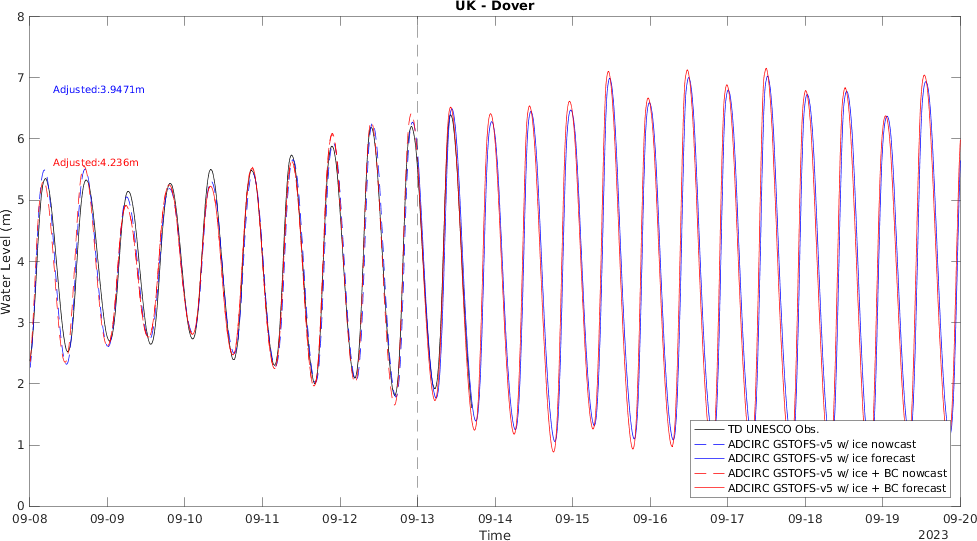 UK - Dover
8
7
6
5
4
3
2
1
0
Water Level (m)
Adjusted:3.9471m
Adjusted:4.236m
TD UNESCO Obs.
ADCIRC GSTOFS-v5 w/ ice nowcast
ADCIRC GSTOFS-v5 w/ ice forecast
ADCIRC GSTOFS-v5 w/ ice + BC nowcast
ADCIRC GSTOFS-v5 w/ ice + BC forecast
09-08 09-10 09-11 09-12 09-13 09-14 09-15 09-16 09-17 09-18 09-19 09-20
Time
2023